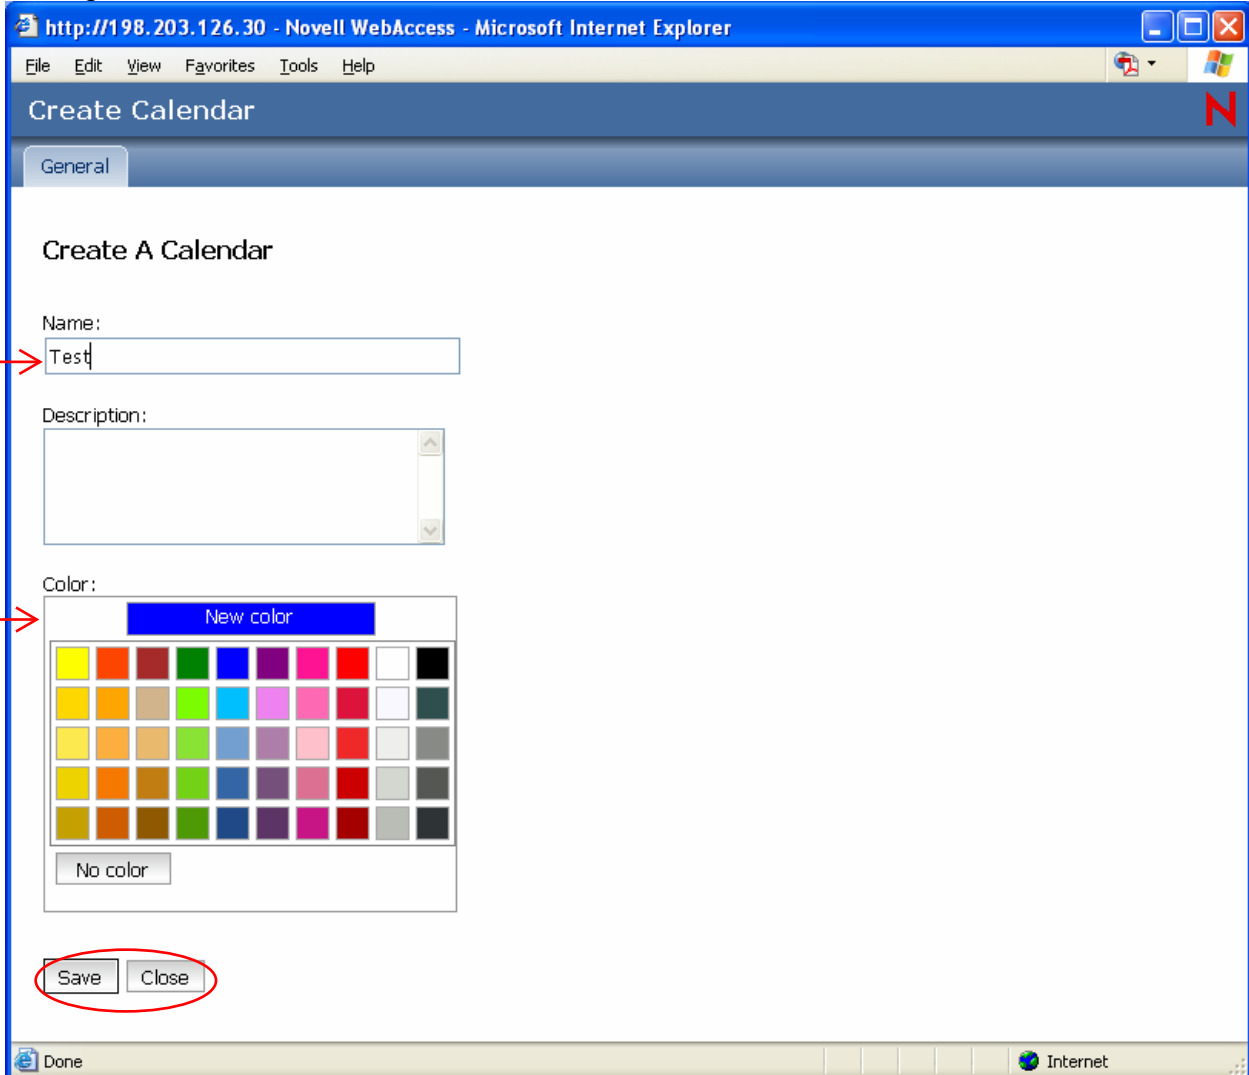 http://198.203.126.30 - Novell WebAccess - Microsoft Internet Explorer
File Edit View Favorites Tools Help
Create Calendar
N
General
Create A Calendar
Name:
Test
Description:
Color:
New color
No color
Save Close
Done Internet